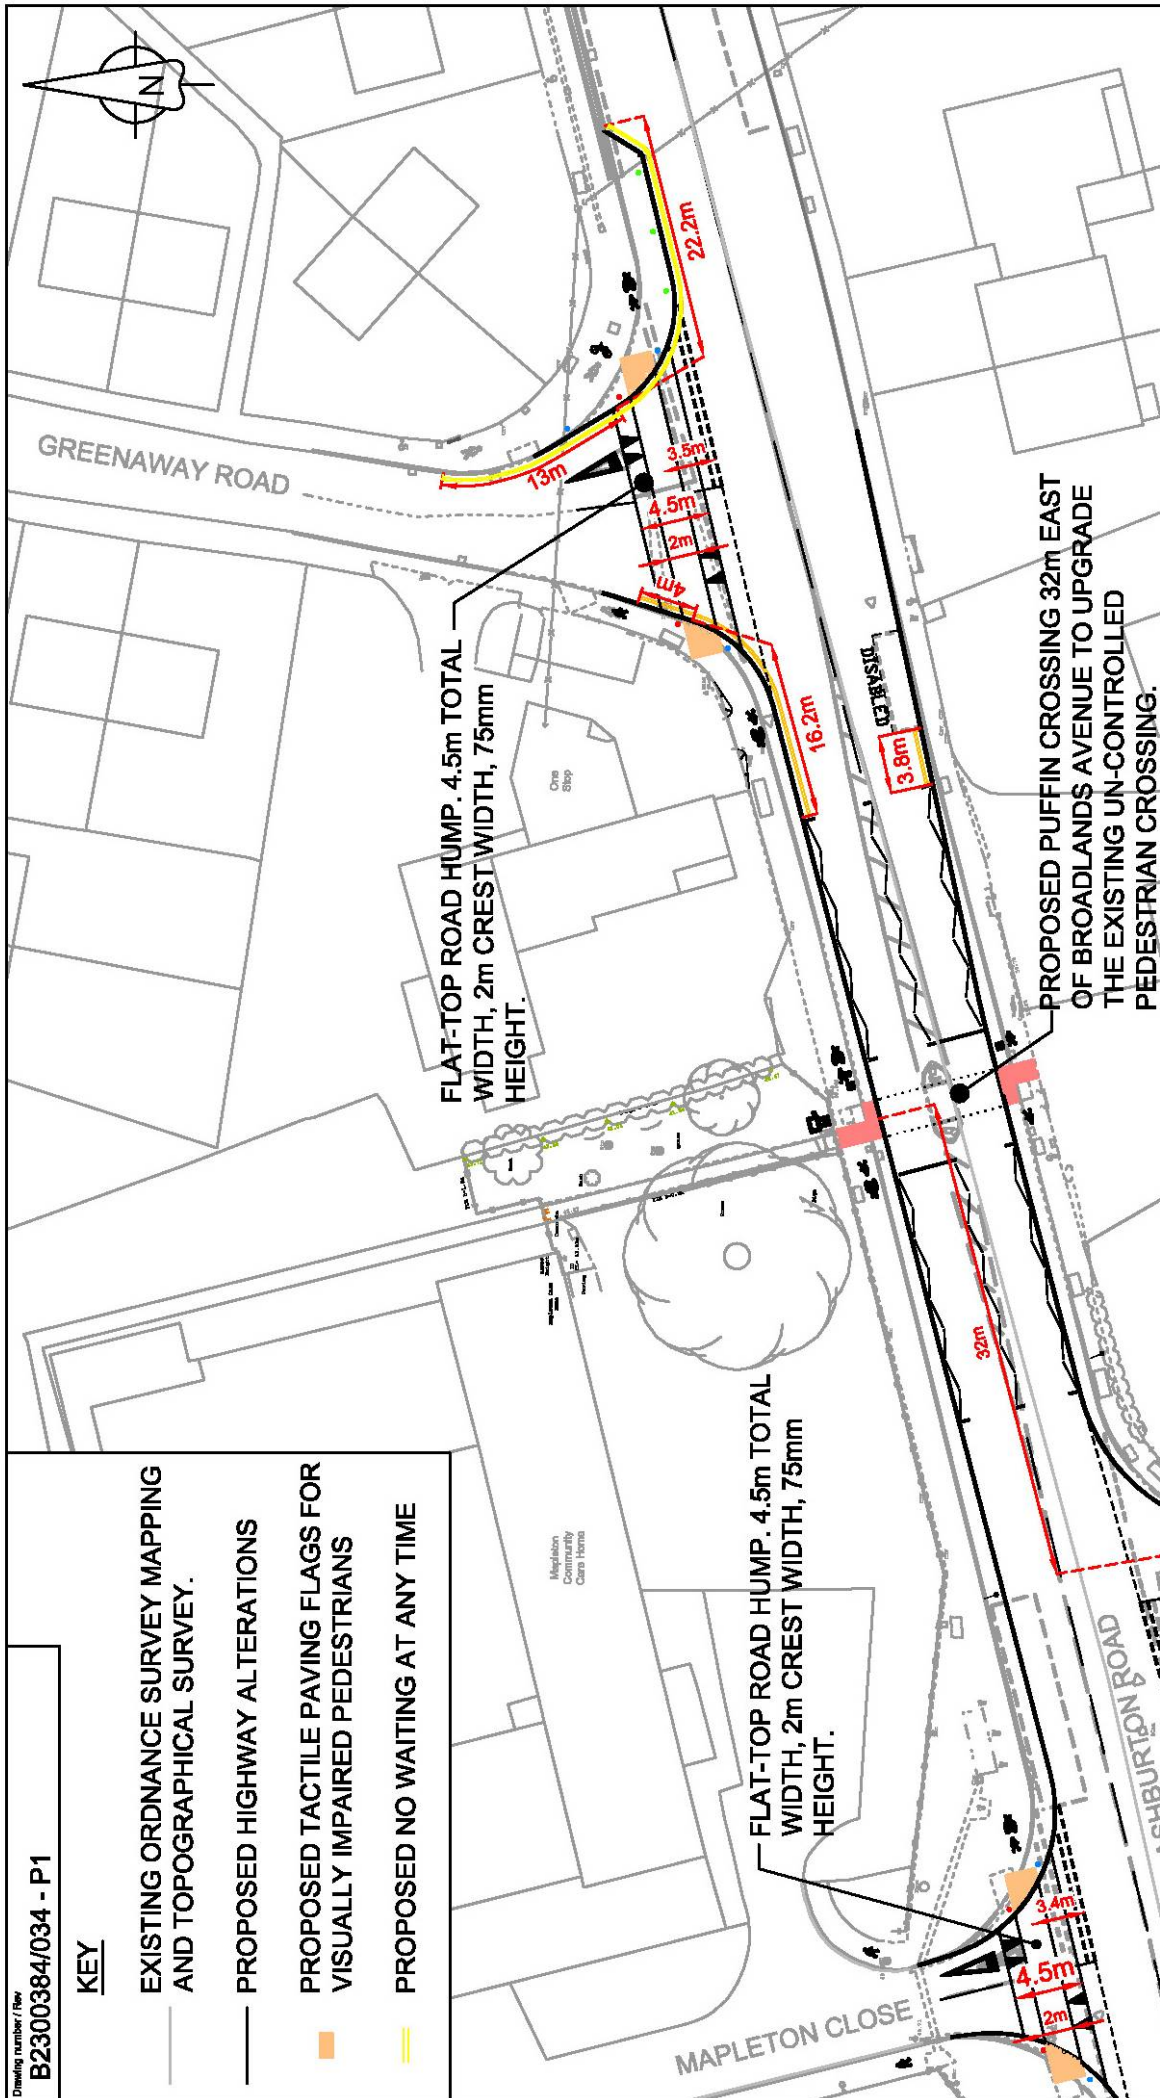 Drawing number / Rev
B2300384/034 - P1
KEY
EXISTING ORDNANCE SURVEY MAPPING
AND TOPOGRAPHICAL SURVEY.
PROPOSED HIGHWAY ALTERATIONS
PROPOSED TACTILE PAVING FLAGS FOR
VISUALLY IMPAIRED PEDESTRIANS
PROPOSED NO WAITING AT ANY TIME
N
GREENAWAY ROAD
FLAT-TOP ROAD HUMP. 4.5m TOTAL
WIDTH, 2m CREST WIDTH, 75mm
HEIGHT.
One
Stop
13m
22.2m
3.5m
4.5m
2m
4m
16.2m
DISABLED
3.8m
PROPOSED PUFFIN CROSSING 32m EAST
OF BROADLANDS AVENUE TO UPGRADE
THE EXISTING UN-CONTROLLED
PEDESTRIAN CROSSING.
32m
Mapleton
Community
Care Home
FLAT-TOP ROAD HUMP. 4.5m TOTAL
WIDTH, 2m CREST WIDTH, 75mm
HEIGHT.
MAPLETON CLOSE
3.4m
4.5m
2m
SHBURTON ROAD